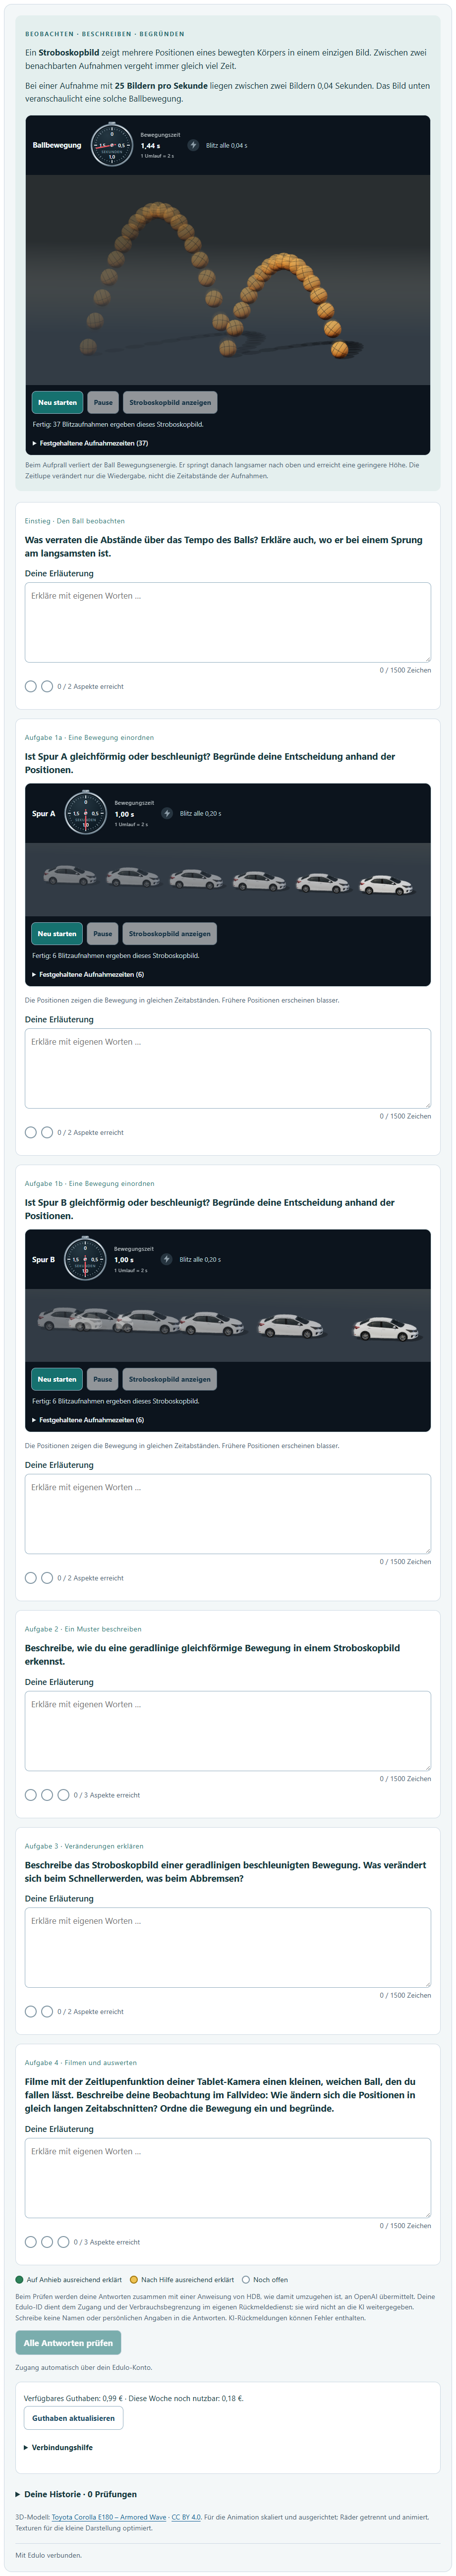 BEOBACHTEN · BESCHREIBEN · BEGRÜNDEN
Ein Stroboskopbild zeigt mehrere Positionen eines bewegten Körpers in einem einzigen Bild. Zwischen zwei
benachbarten Aufnahmen vergeht immer gleich viel Zeit.
Bei einer Aufnahme mit 25 Bildern pro Sekunde liegen zwischen zwei Bildern 0,04 Sekunden. Das Bild unten
veranschaulicht eine solche Ballbewegung.
Ballbewegung
0
1,5
0,5
SEKUNDEN
1,0
Bewegungszeit
1,44 s
1 Umlauf = 2 s
Blitz alle 0,04 s
Neu starten
Pause
Stroboskopbild anzeigen
Fertig: 37 Blitzaufnahmen ergeben dieses Stroboskopbild.
Festgehaltene Aufnahmezeiten (37)
Beim Aufprall verliert der Ball Bewegungsenergie. Er springt danach langsamer nach oben und erreicht eine geringere Höhe. Die
Zeitlupe verändert nur die Wiedergabe, nicht die Zeitabstände der Aufnahmen.
Einstieg · Den Ball beobachten
Was verraten die Abstände über das Tempo des Balls? Erkläre auch, wo er bei einem Sprung
am langsamsten ist.
Deine Erläuterung
Erkläre mit eigenen Worten ...
0 / 1500 Zeichen
0 / 2 Aspekte erreicht
Aufgabe 1a · Eine Bewegung einordnen
Ist Spur A gleichförmig oder beschleunigt? Begründe deine Entscheidung anhand der
Positionen.
Spur A
0
1,5
0,5
SEKUNDEN
1,0
Bewegungszeit
1,00 s
1 Umlauf = 2 s
Blitz alle 0,20 s
Neu starten
Pause
Stroboskopbild anzeigen
Fertig: 6 Blitzaufnahmen ergeben dieses Stroboskopbild.
Festgehaltene Aufnahmezeiten (6)
Die Positionen zeigen die Bewegung in gleichen Zeitabständen. Frühere Positionen erscheinen blasser.
Deine Erläuterung
Erkläre mit eigenen Worten ...
0 / 1500 Zeichen
0 / 2 Aspekte erreicht
Aufgabe 1b · Eine Bewegung einordnen
Ist Spur B gleichförmig oder beschleunigt? Begründe deine Entscheidung anhand der
Positionen.
Spur B
0
1,5
0,5
SEKUNDEN
1,0
Bewegungszeit
1,00 s
1 Umlauf = 2 s
Blitz alle 0,20 s
Neu starten
Pause
Stroboskopbild anzeigen
Fertig: 6 Blitzaufnahmen ergeben dieses Stroboskopbild.
Festgehaltene Aufnahmezeiten (6)
Die Positionen zeigen die Bewegung in gleichen Zeitabständen. Frühere Positionen erscheinen blasser.
Deine Erläuterung
Erkläre mit eigenen Worten ...
0 / 1500 Zeichen
0 / 2 Aspekte erreicht
Aufgabe 2 · Ein Muster beschreiben
Beschreibe, wie du eine geradlinige gleichförmige Bewegung in einem Stroboskopbild
erkennst.
Deine Erläuterung
Erkläre mit eigenen Worten ...
0 / 1500 Zeichen
0 / 3 Aspekte erreicht
Aufgabe 3 · Veränderungen erklären
Beschreibe das Stroboskopbild einer geradlinigen beschleunigten Bewegung. Was verändert
sich beim Schnellerwerden, was beim Abbremsen?
Deine Erläuterung
Erkläre mit eigenen Worten ...
0 / 1500 Zeichen
0 / 2 Aspekte erreicht
Aufgabe 4 · Filmen und auswerten
Filme mit der Zeitlupenfunktion deiner Tablet-Kamera einen kleinen, weichen Ball, den du
fallen lässt. Beschreibe deine Beobachtung im Fallvideo: Wie ändern sich die Positionen in
gleich langen Zeitabschnitten? Ordne die Bewegung ein und begründe.
Deine Erläuterung
Erkläre mit eigenen Worten ...
0 / 1500 Zeichen
0 / 3 Aspekte erreicht
Auf Anhieb ausreichend erklärt
Nach Hilfe ausreichend erklärt
Noch offen
Beim Prüfen werden deine Antworten zusammen mit einer Anweisung von HDB, wie damit umzugehen ist, an OpenAI übermittelt. Deine
Edulo-ID dient dem Zugang und der Verbrauchsbegrenzung im eigenen Rückmeldedienst; sie wird nicht an die KI weitergegeben.
Schreibe keine Namen oder persönlichen Angaben in die Antworten. KI-Rückmeldungen können Fehler enthalten.
Alle Antworten prüfen
Zugang automatisch über dein Edulo-Konto.
Verfügbares Guthaben: 0,99 € · Diese Woche noch nutzbar: 0,18 €.
Guthaben aktualisieren
Verbindungshilfe
Deine Historie · 0 Prüfungen
3D-Modell: Toyota Corolla E180 – Armored Wave · CC BY 4.0. Für die Animation skaliert und ausgerichtet; Räder getrennt und animiert,
Texturen für die kleine Darstellung optimiert.
Mit Edulo verbunden.